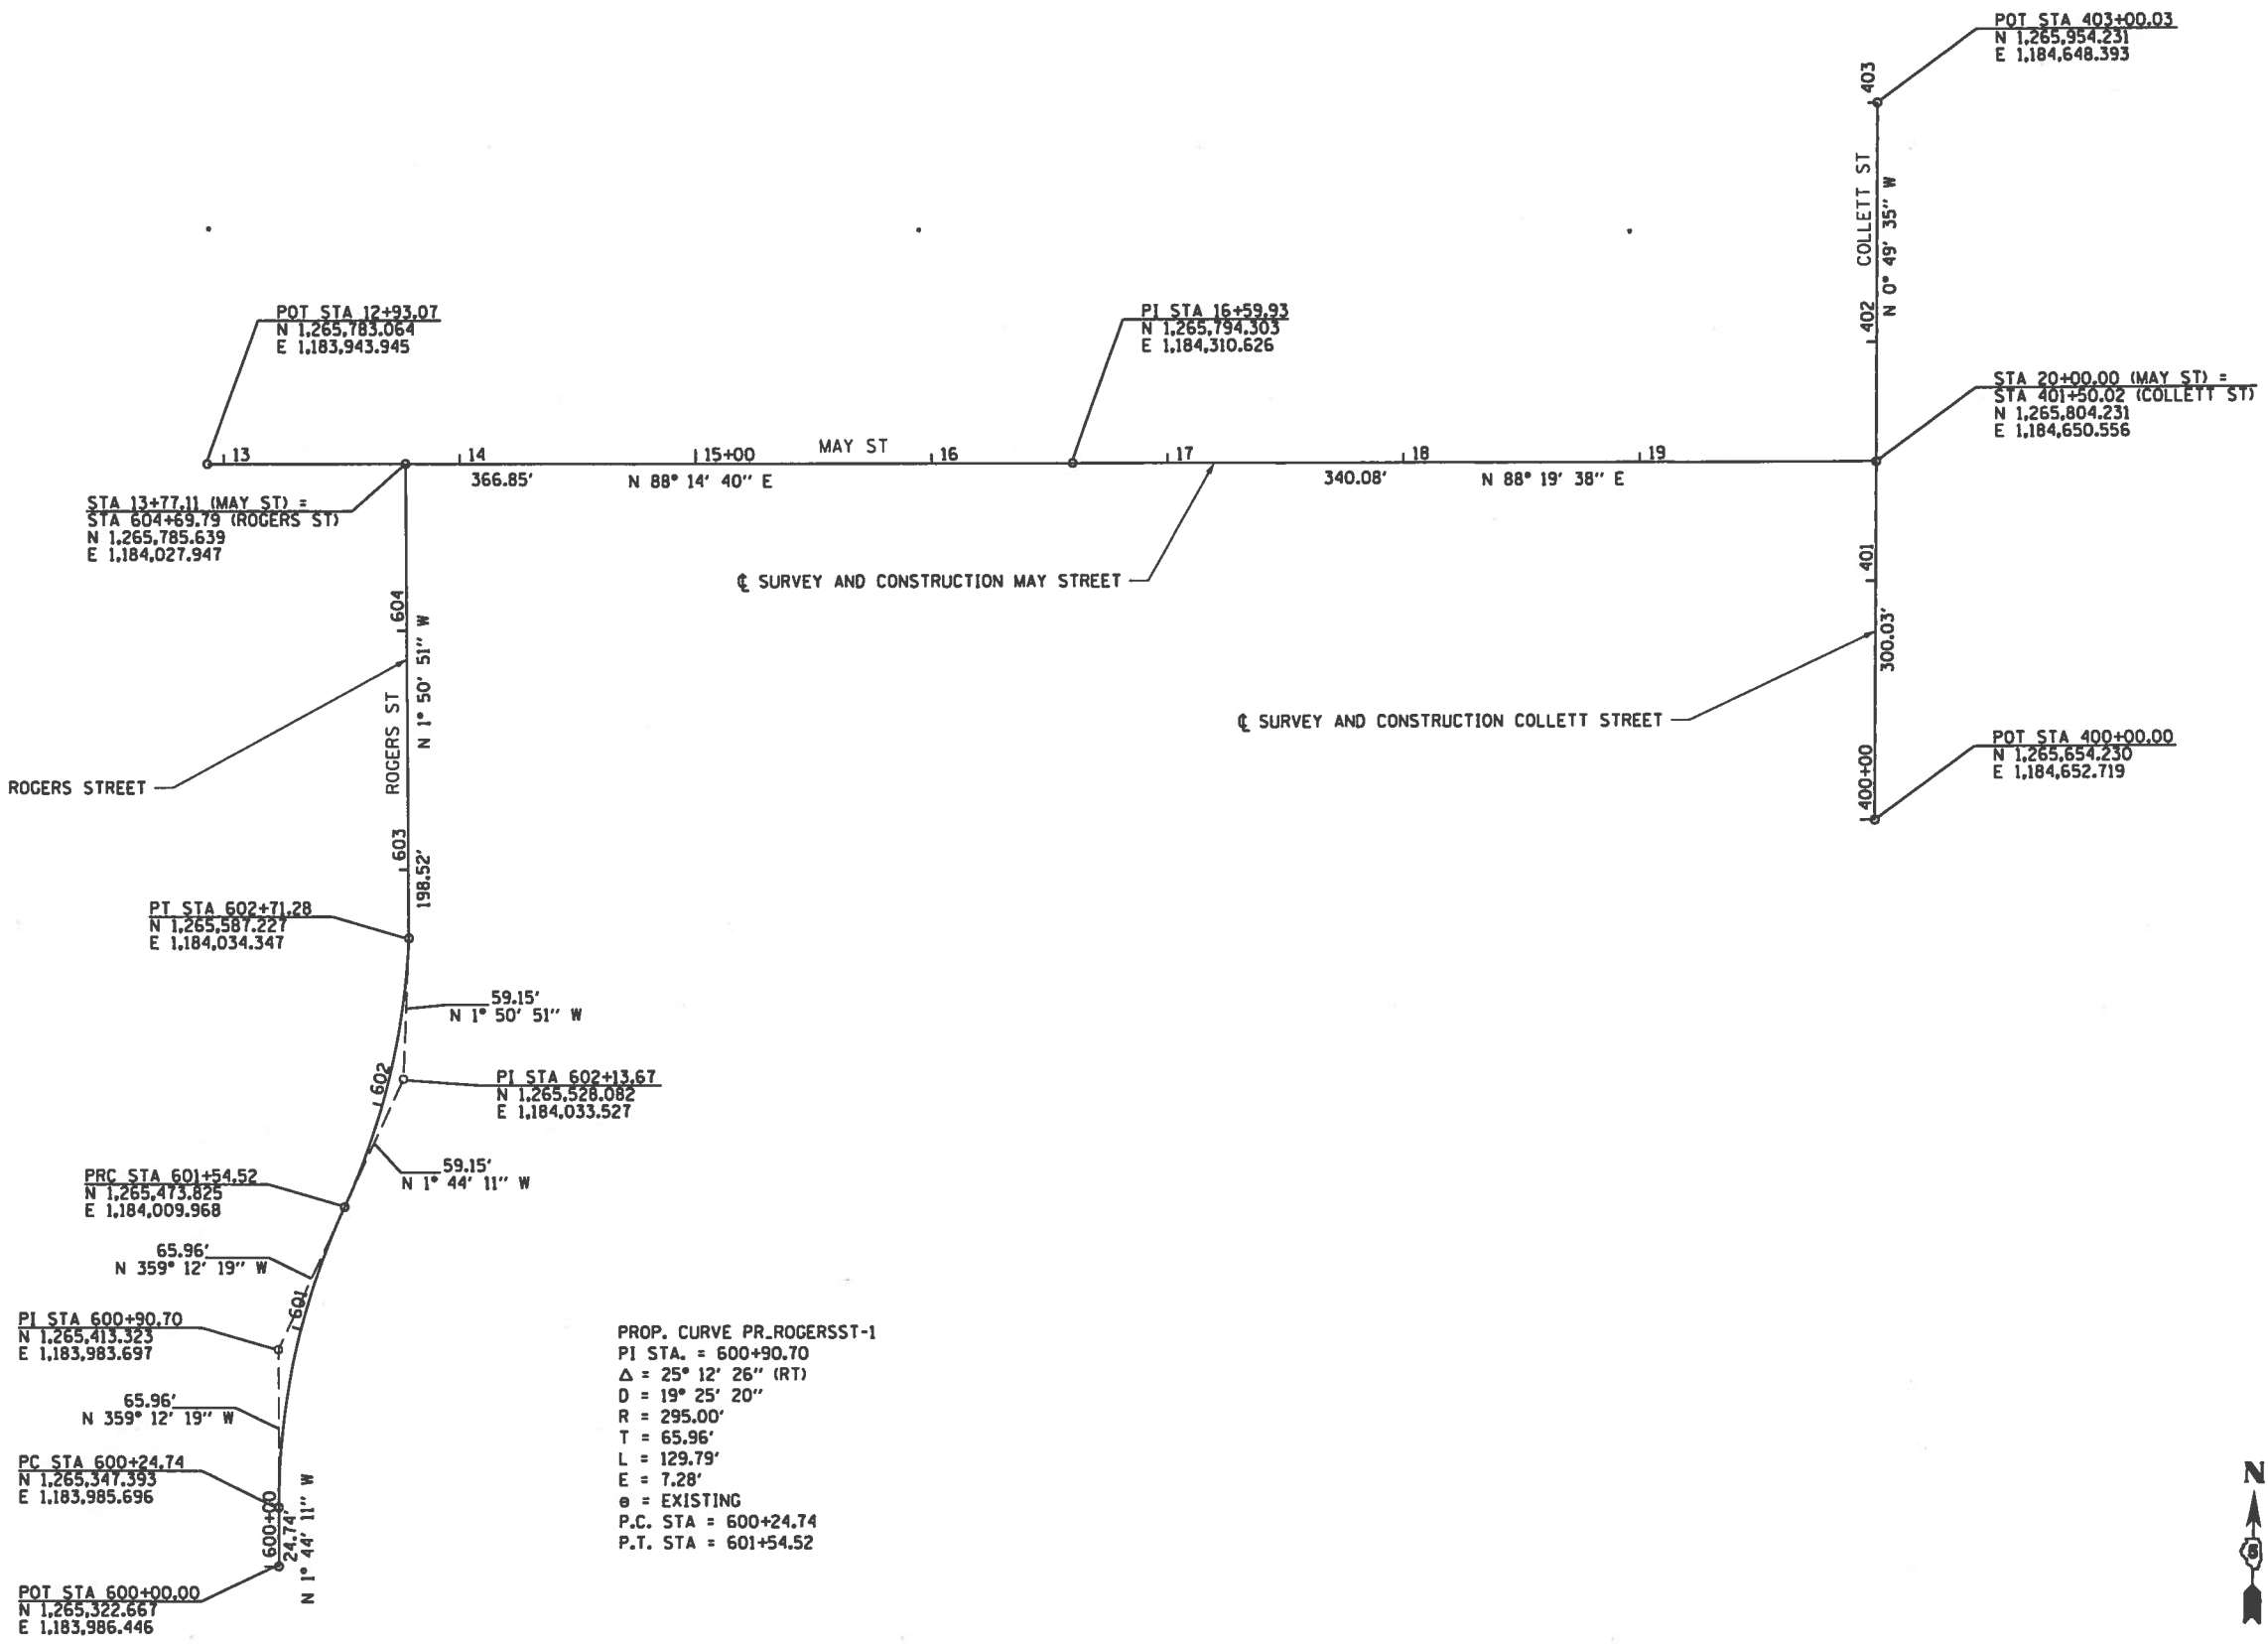 POT STA 403+00.03
N 1,265,954.231
E 1,184,648.393
403
COLLETT ST
N 0° 49' 35" W
402
POT STA 12+93.07
N 1,265,783.064
E 1,183,943.945
PI STA 16+59.93
N 1,265,794.303
E 1,184,310.626
STA 20+00.00 (MAY ST) =
STA 401+50.02 (COLLETT ST)
N 1,265,804.231
E 1,184,650.556
13
14
15+00
MAY ST
16
17
18
19
366.85'
N 88° 14' 40" E
340.08'
N 88° 19' 38" E
STA 13+77.11 (MAY ST) =
STA 604+69.79 (ROGERS ST)
N 1,265,785.639
E 1,184,027.947
℄ SURVEY AND CONSTRUCTION MAY STREET
401
300.03'
604
N 1° 50' 51" W
ROGERS ST
℄ SURVEY AND CONSTRUCTION COLLETT STREET
400+00
POT STA 400+00.00
N 1,265,654.230
E 1,184,652.719
ROGERS STREET
603
198.52'
PT STA 602+71.28
N 1,265,587.227
E 1,184,034.347
59.15'
N 1° 50' 51" W
602
PI STA 602+13.67
N 1,265,528.082
E 1,184,033.527
59.15'
N 1° 44' 11" W
PRC STA 601+54.52
N 1,265,473.825
E 1,184,009.968
65.96'
N 359° 12' 19" W
601
PI STA 600+90.70
N 1,265,413.323
E 1,183,983.697
65.96'
N 359° 12' 19" W
PC STA 600+24.74
N 1,265,347.393
E 1,183,985.696
600+00
24.74'
N 1° 44' 11" W
POT STA 600+00.00
N 1,265,322.667
E 1,183,986.446
PROP. CURVE PR_ROGERSST-1
PI STA. = 600+90.70
Δ = 25° 12' 26" (RT)
D = 19° 25' 20"
R = 295.00'
T = 65.96'
L = 129.79'
E = 7.28'
e = EXISTING
P.C. STA = 600+24.74
P.T. STA = 601+54.52
N